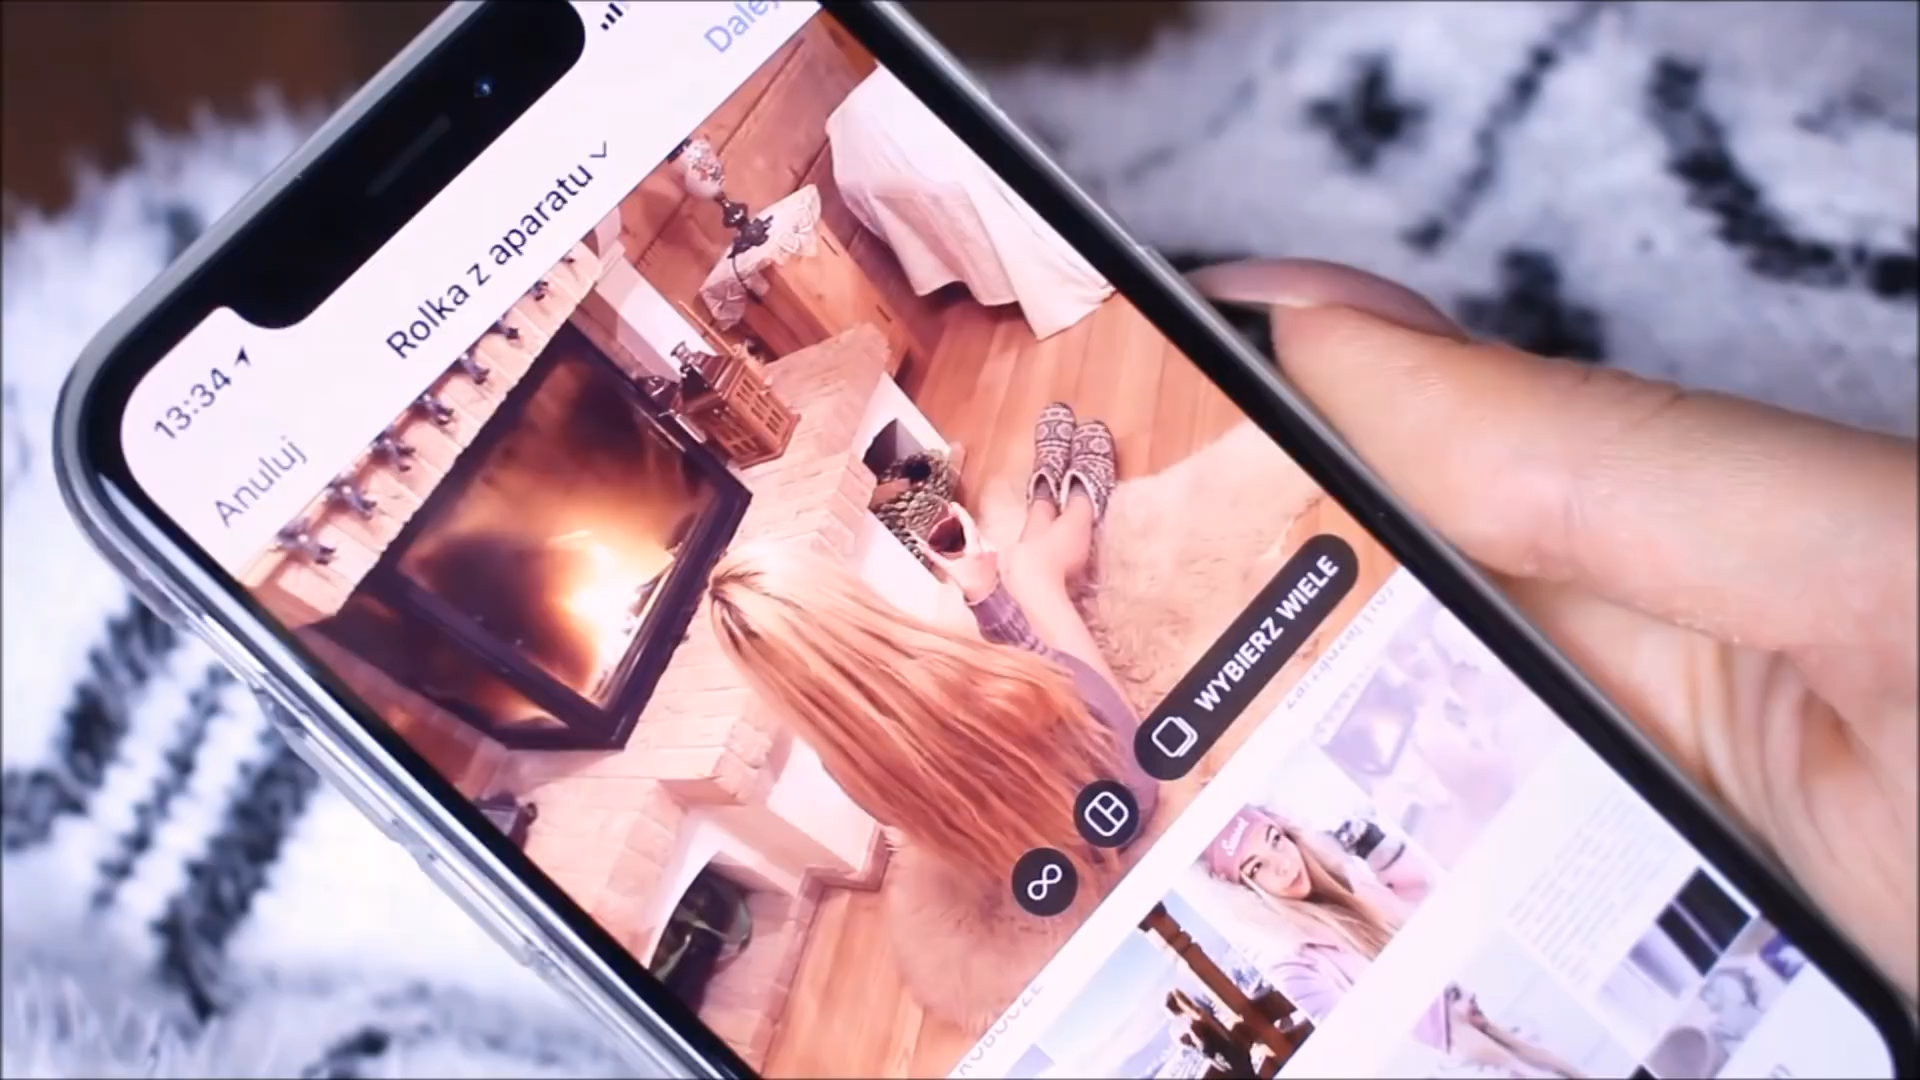 13:34
Anuluj
Rolka z aparatu
Dalej
WYBIERZ WIELE